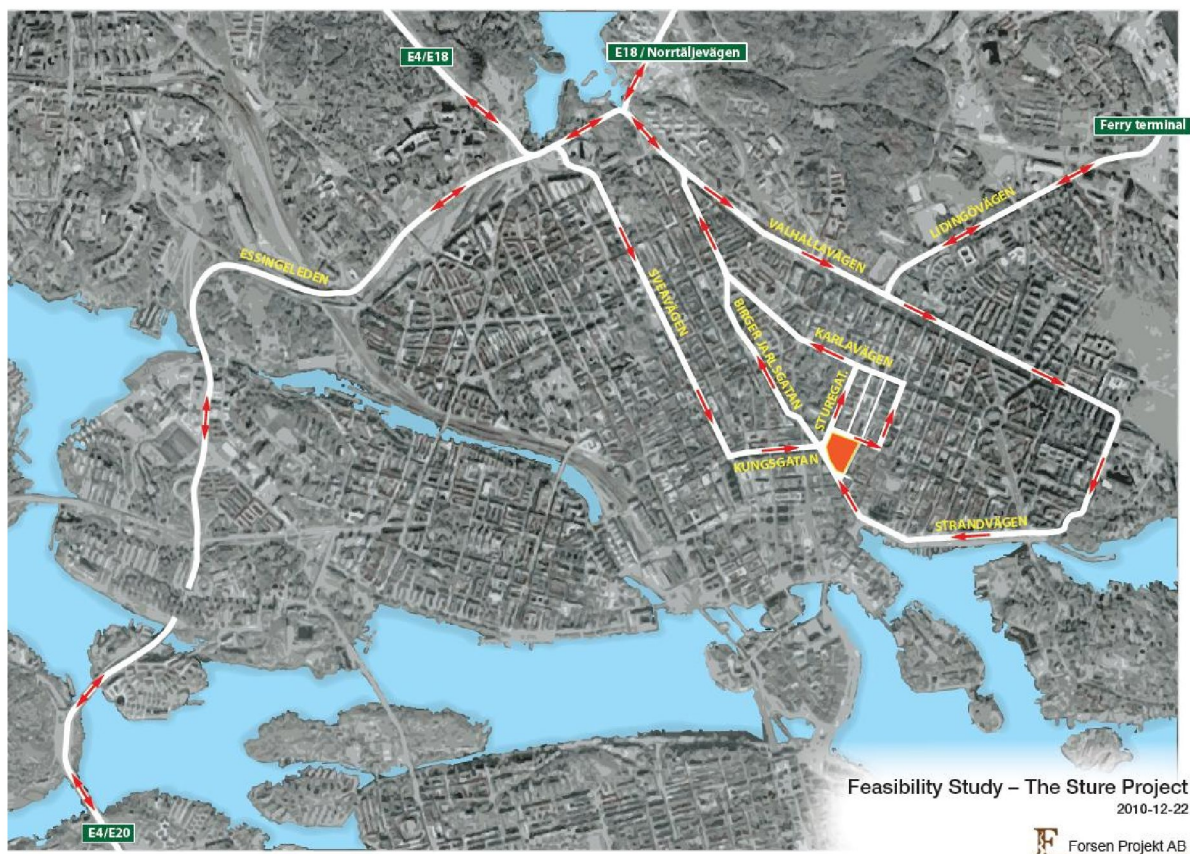 E4/E18
E18 / Norrtäljevägen
Ferry terminal
LIDINGÖVÄGEN
VALHALLAVÄGEN
ESSINGELEDEN
SVEAVÄGEN
BIRGER JARLSGATAN
KARLAVÄGEN
STUREGAT.
KUNGSGATAN
STRANDVÄGEN
E4/E20
Feasibility Study – The Sture Project
2010-12-22
F
Forsen Projekt AB